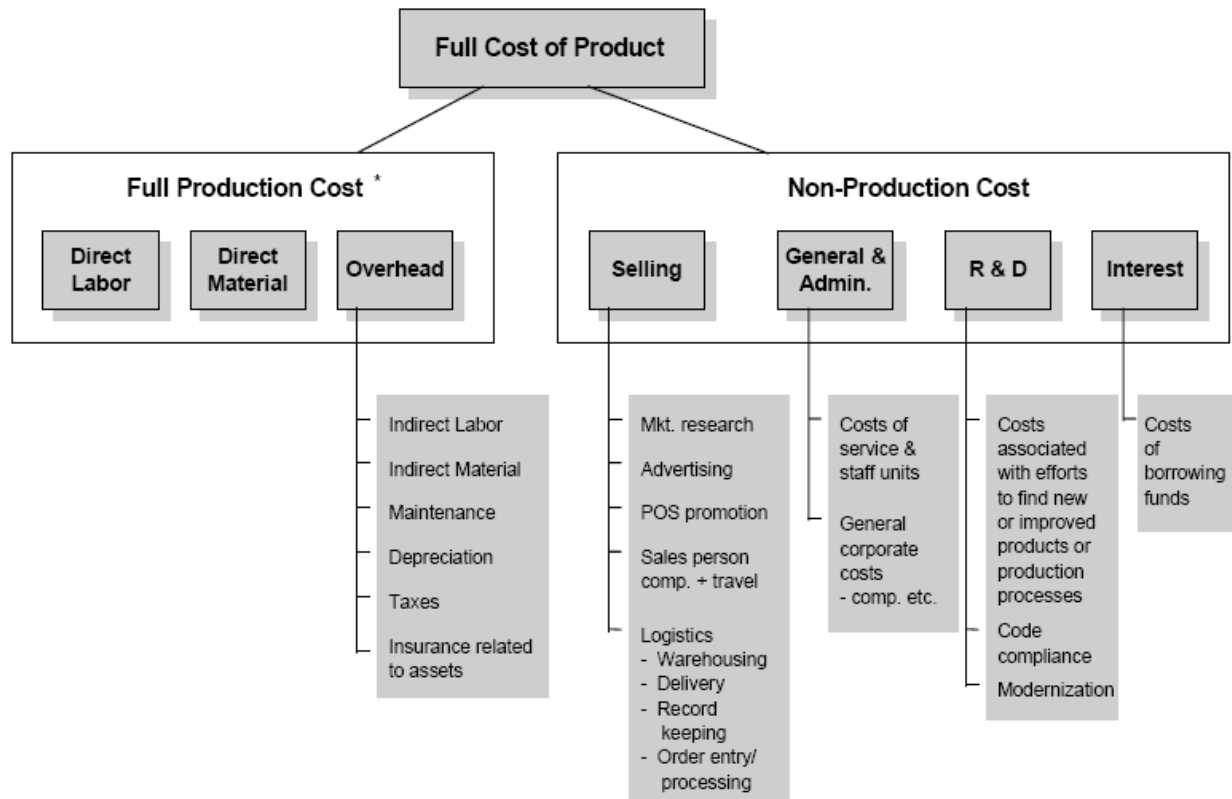 Full Cost of Product
Full Production Cost *
Direct
Labor
Direct
Material
Overhead
Indirect Labor
Indirect Material
Maintenance
Depreciation
Taxes
Insurance related
to assets
Non-Production Cost
Selling
Mkt. research
Advertising
POS promotion
Sales person
comp. + travel
Logistics
- Warehousing
- Delivery
- Record
keeping
- Order entry/
processing
General &
Admin.
Costs of
service &
staff units
General
corporate
costs
- comp. etc.
R & D
Costs
associated
with efforts
to find new
or improved
products or
production
processes
Code
compliance
Modernization
Interest
Costs
of
borrowing
funds